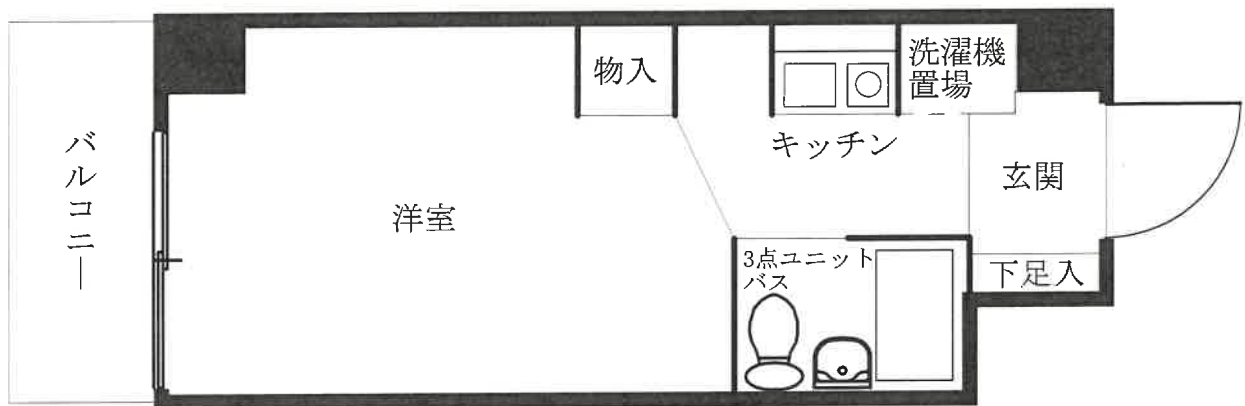 バルコニー
洋室
物入
洗濯機
置場
キッチン
玄関
3点ユニット
バス
下足入